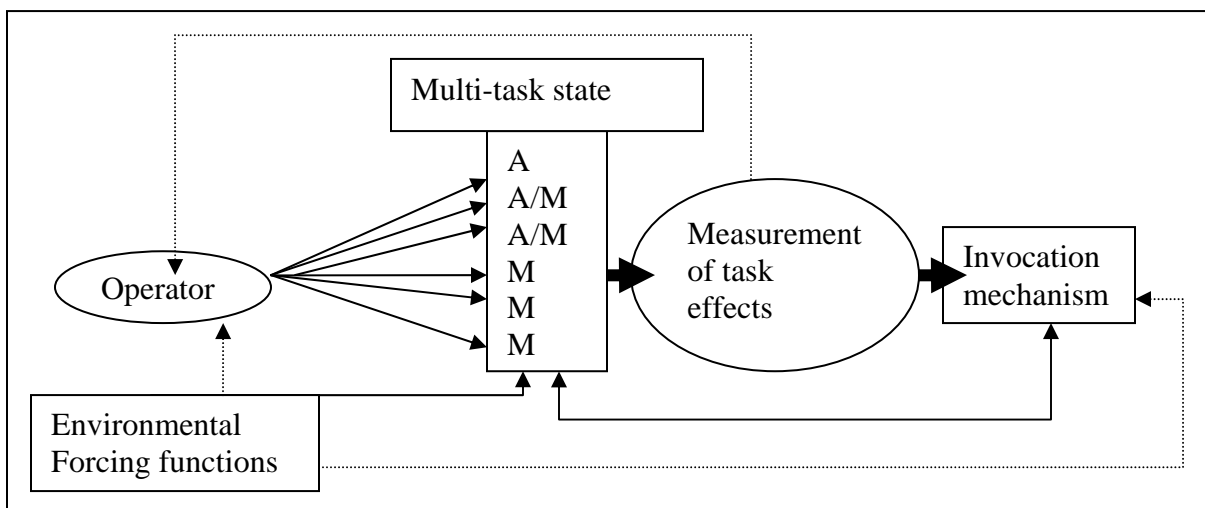 Multi-task state
A
A/M
A/M
M
M
M
Operator
Measurement
of task
effects
Invocation
mechanism
Environmental
Forcing functions